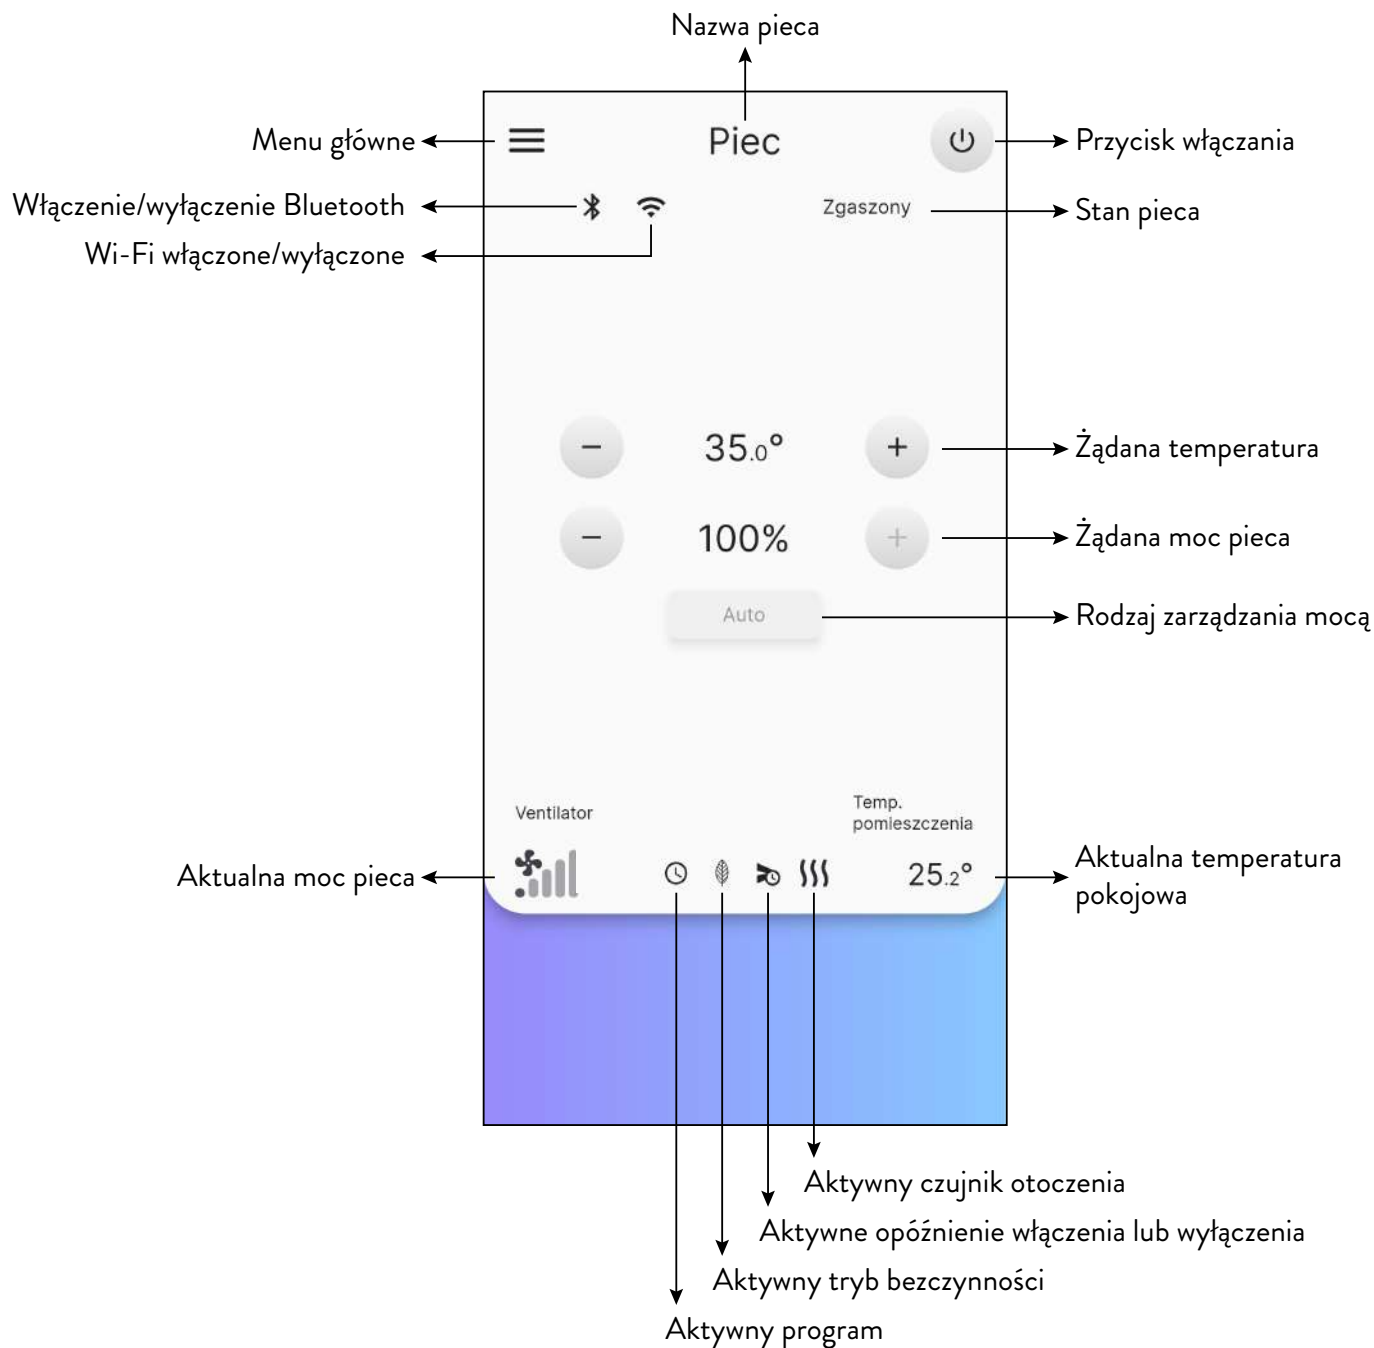 Nazwa pieca
Menu główne
Piec
Przycisk włączania
Włączenie/wyłączenie Bluetooth
Zgaszony
Stan pieca
Wi-Fi włączone/wyłączone
35.0°
Żądana temperatura
100%
Żądana moc pieca
Auto
Rodzaj zarządzania mocą
Ventilator
Temp.
pomieszczenia
Aktualna moc pieca
25.2°
Aktualna temperatura
pokojowa
Aktywny czujnik otoczenia
Aktywne opóźnienie włączenia lub wyłączenia
Aktywny tryb bezczynności
Aktywny program